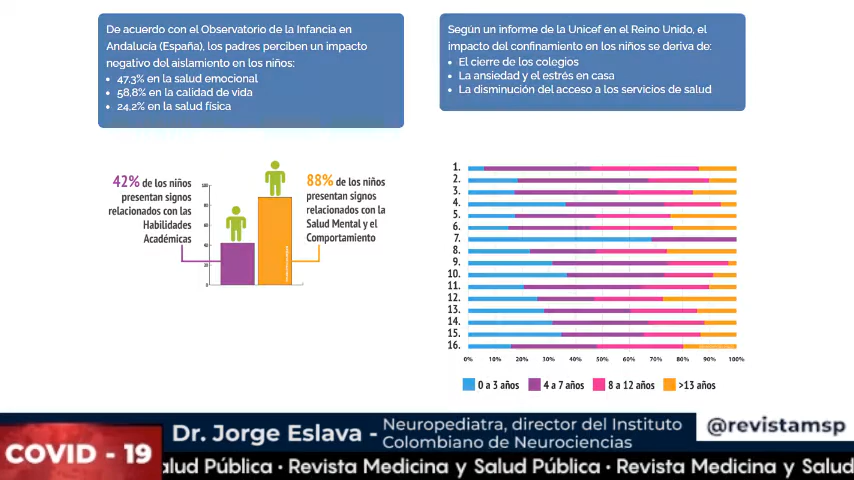 De acuerdo con el Observatorio de la Infancia en
Andalucía (España), los padres perciben un impacto
negativo del aislamiento en los niños:
• 47,3% en la salud emocional
• 58,8% en la calidad de vida
• 24,2% en la salud física
Según un informe de la Unicef en el Reino Unido, el
impacto del confinamiento en los niños se deriva de:
• El cierre de los colegios
• La ansiedad y el estrés en casa
• La disminución del acceso a los servicios de salud
42% de los niños
presentan signos
relacionados con las
Habilidades
Académicas
100
80
60
40
20
0
88% de los niños
presentan signos
relacionados con la
Salud Mental y el
Comportamiento
1.
2.
3.
4.
5.
6.
7.
8.
9.
10.
11.
12.
13.
14.
15.
16.
0% 10% 20% 30% 40% 50% 60% 70% 80% 90% 100%
0 a 3 años 4 a 7 años 8 a 12 años >13 años
Dr. Jorge Eslava - Neuropediatra, director del Instituto
Colombiano de Neurociencias
@revistamsp
COVID - 19
alud Pública • Revista Medicina y Salud Pública • Revista Medicina y Salud